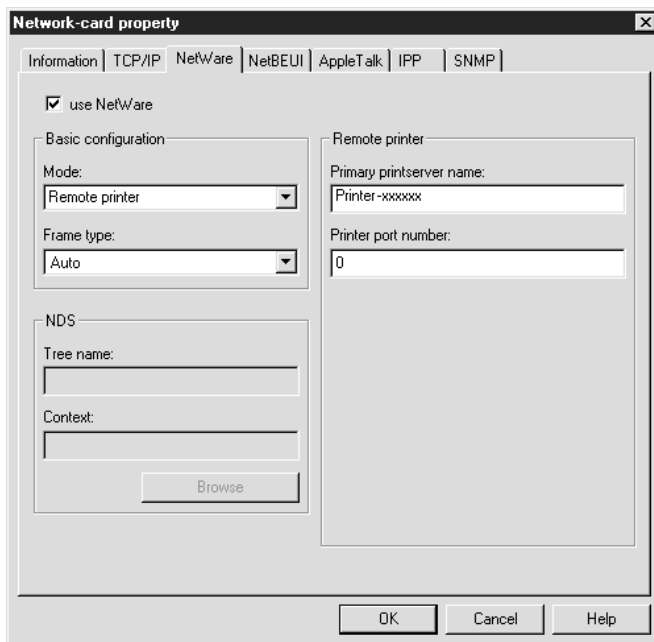 Network-card property
Information TCP/IP NetWare NetBEUI AppleTalk IPP SNMP
use NetWare
Basic configuration
Mode:
Remote printer
Frame type:
Auto
NDS
Tree name:
Context:
Browse
Remote printer
Primary printserver name:
Printer-xxxxxx
Printer port number:
0
OK Cancel Help